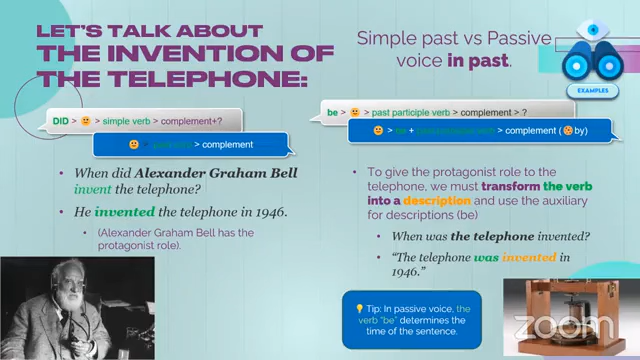 LET'S TALK ABOUT
THE INVENTION OF
THE TELEPHONE:
Simple past vs Passive
voice in past.
EXAMPLES
DID > 🙂 > simple verb > complement+?
🙂 > > complement
be > 🙂 > past participle verb > complement > ?
🙂 > be + > complement (🍪by)
• When did Alexander Graham Bell
invent the telephone?
• He invented the telephone in 1946.
• (Alexander Graham Bell has the
protagonist role).
• To give the protagonist role to the
telephone, we must transform the verb
into a description and use the auxiliary
for descriptions (be)
• When was the telephone invented?
• “The telephone was invented in
1946.”
💡 Tip: In passive voice, the
verb “be” determines the
time of the sentence.
zoom